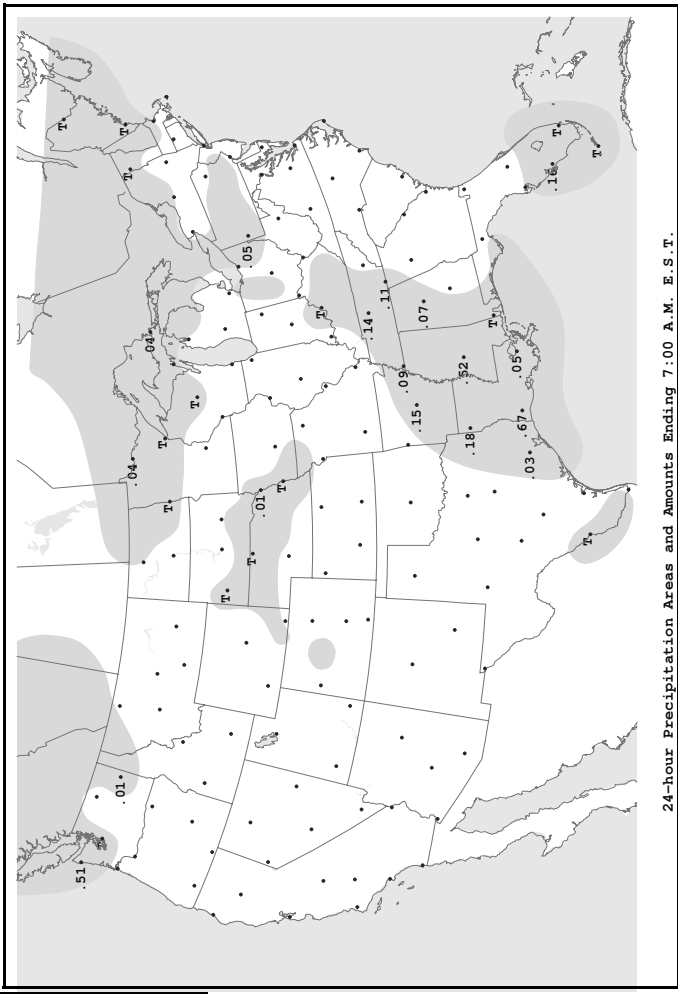 T
.51
.01
T
T
.04
.04
T
T
T
T
.05
T
.01
T
T
.14
.11
.09
.15
.07
.52
.18
T
.05
.67
.03
.16
T
T
T
24-hour Precipitation Areas and Amounts Ending 7:00 A.M. E.S.T.